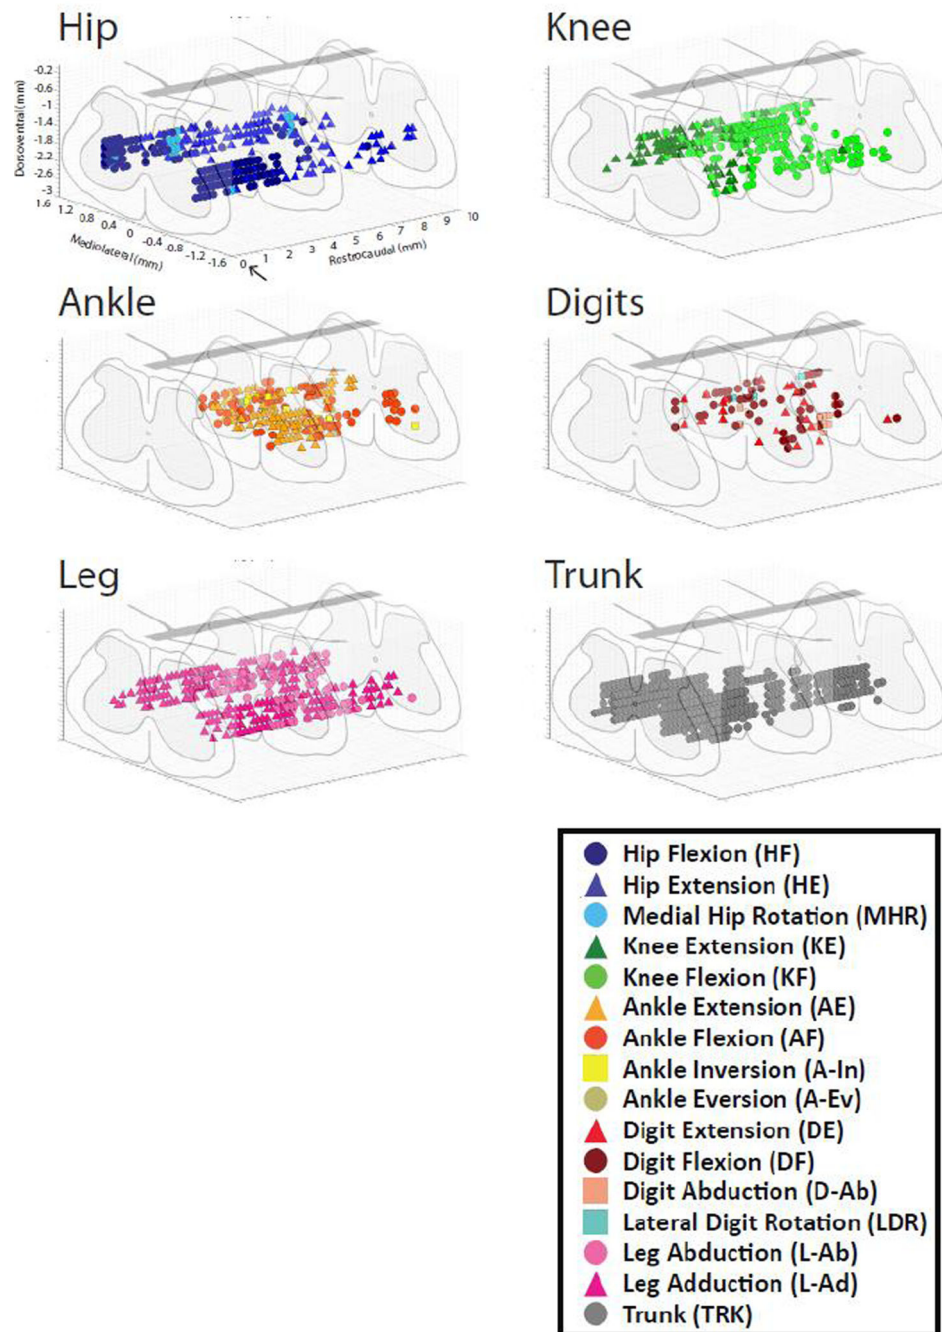 Hip
Knee
Dorsoventral (mm)
-0.2
-0.6
-1
-1.8
-1.8
-2.2
-2.6
-3
1.6
1.2
0.8
0.4
0
-0.4
-0.8
-1.2
-1.6
Mediolateral (mm)
0
1
2
3
4
5
6
7
8
9
10
Rostrocaudal (mm)
Ankle
Digits
Leg
Trunk
Hip Flexion (HF)
Hip Extension (HE)
Medial Hip Rotation (MHR)
Knee Extension (KE)
Knee Flexion (KF)
Ankle Extension (AE)
Ankle Flexion (AF)
Ankle Inversion (A-In)
Ankle Eversion (A-Ev)
Digit Extension (DE)
Digit Flexion (DF)
Digit Abduction (D-Ab)
Lateral Digit Rotation (LDR)
Leg Abduction (L-Ab)
Leg Adduction (L-Ad)
Trunk (TRK)